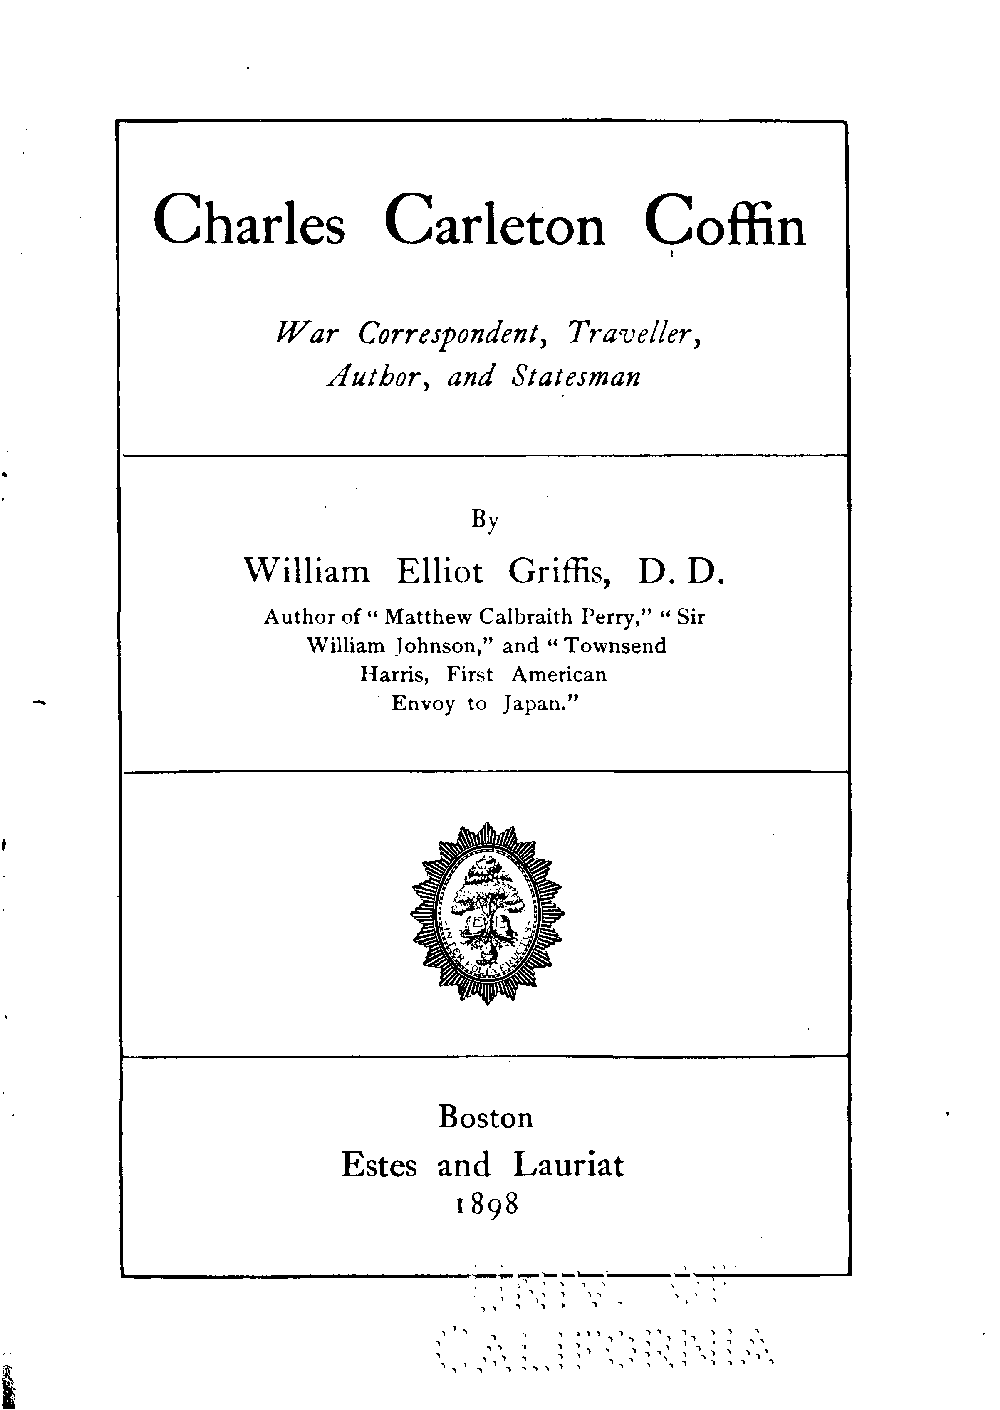 Charles Carleton Coffin
War Correspondent, Traveller,
Author, and Statesman
By
William Elliot Griffis, D. D.
Author of “ Matthew Calbraith Perry,” “ Sir
William Johnson,” and “ Townsend
Harris, First American
Envoy to Japan.”
Boston
Estes and Lauriat
1898
UNIV. OF
CALIFORNIA